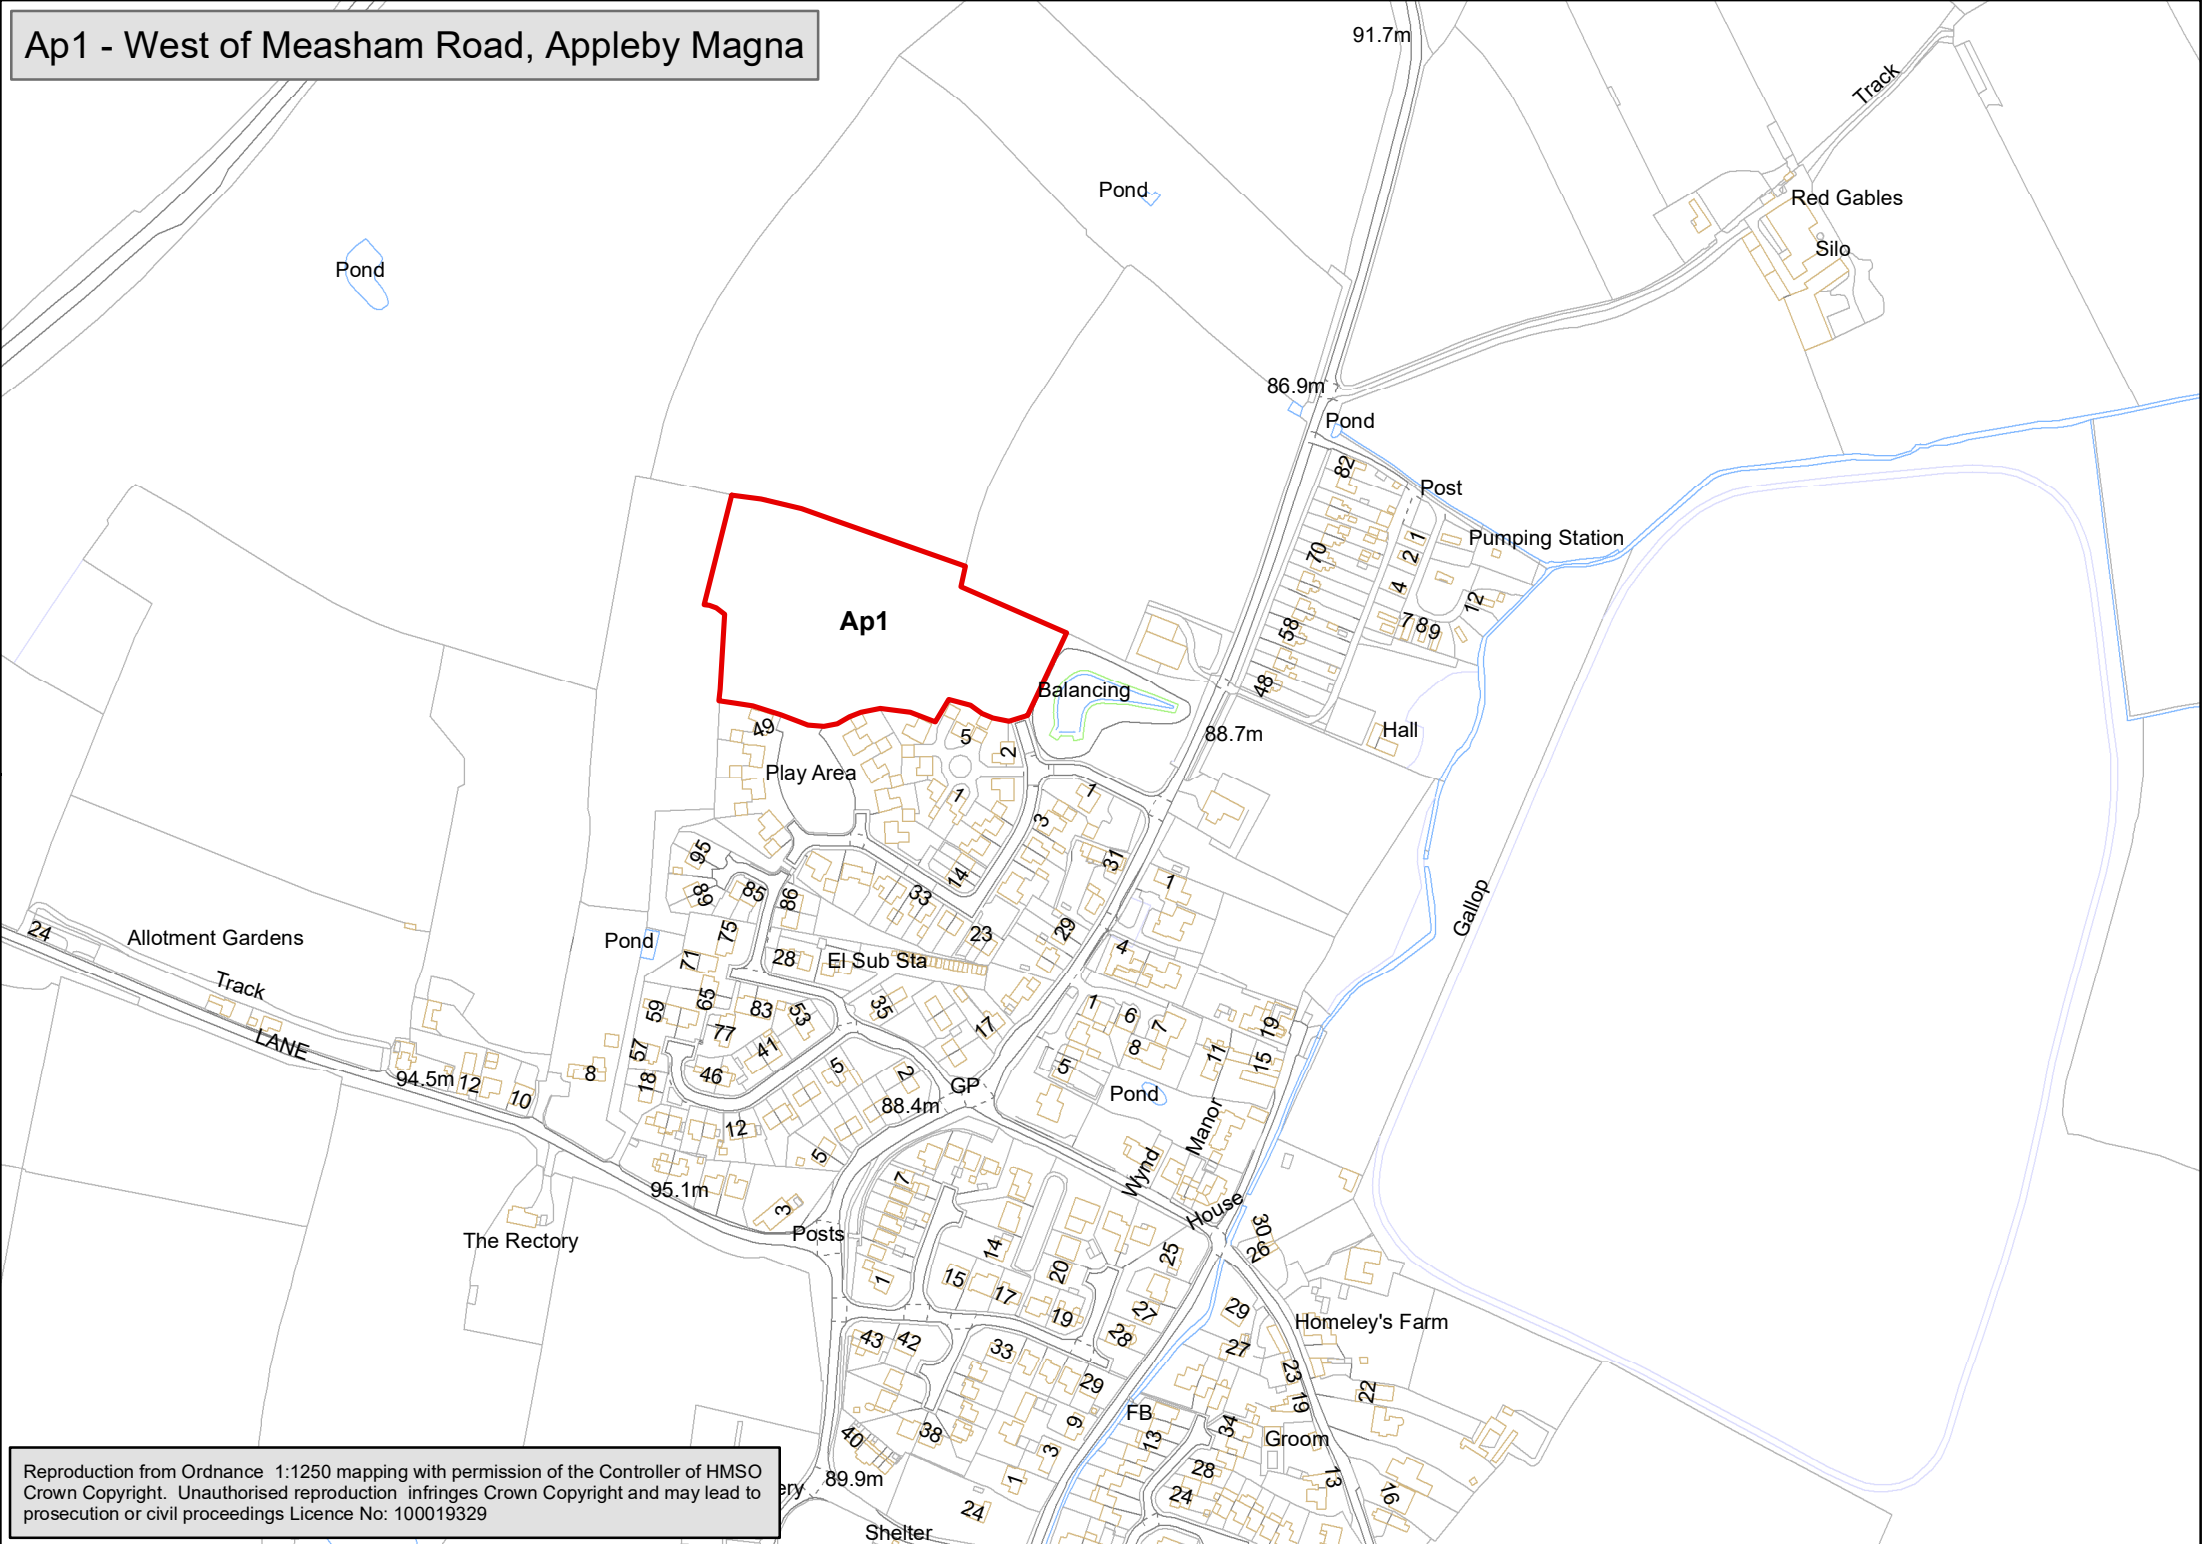 Ap1 - West of Measham Road, Appleby Magna
91.7m
Track
Pond
Red Gables
Silo
Pond
86.9m
Pond
82
Post
Pumping Station
70
1
2
4
12
Ap1
58
7
8
9
48
Balancing
88.7m
Hall
49
5
2
Play Area
1
1
3
95
31
14
89
85
86
33
1
Gallop
24
Allotment Gardens
Pond
75
23
29
4
71
28
El Sub Sta
Track
59
65
83
53
35
17
1
6
7
19
LANE
57
77
41
8
11
15
94.5m
12
10
8
18
46
5
2
GP
5
Pond
88.4m
12
5
Manor
Wynd
95.1m
7
3
House
The Rectory
Posts
30
26
14
25
1
15
17
20
19
27
28
29
Homeley's Farm
43
42
33
27
23
29
19
22
40
38
9
FB
13
34
Groom
3
28
89.9m
1
24
13
16
24
ery
Shelter
Reproduction from Ordnance 1:1250 mapping with permission of the Controller of HMSO
Crown Copyright. Unauthorised reproduction infringes Crown Copyright and may lead to
prosecution or civil proceedings Licence No: 100019329